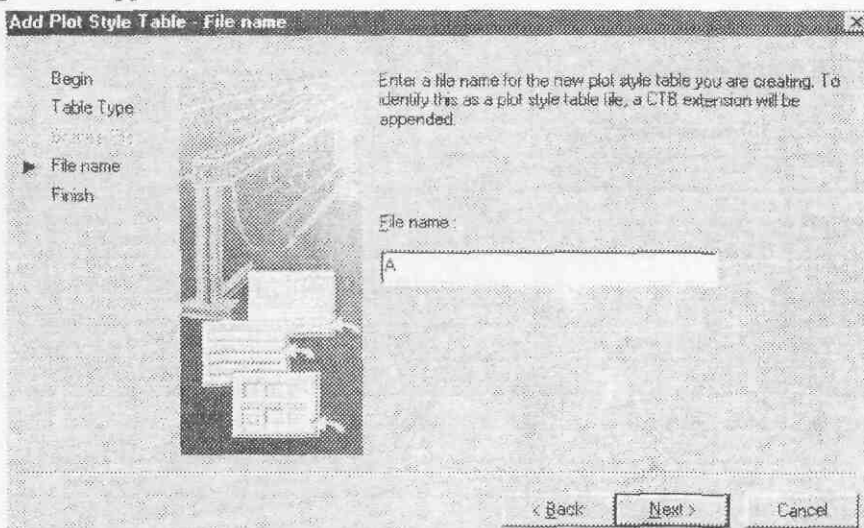 Add Plot Style Table - File name
Begin
Table Type
File name
Finish
Enter a file name for the new plot style table you are creating. To
identify this as a plot style table file, a CTB extension will be
appended.
File name :
A
< Back
Next >
Cancel